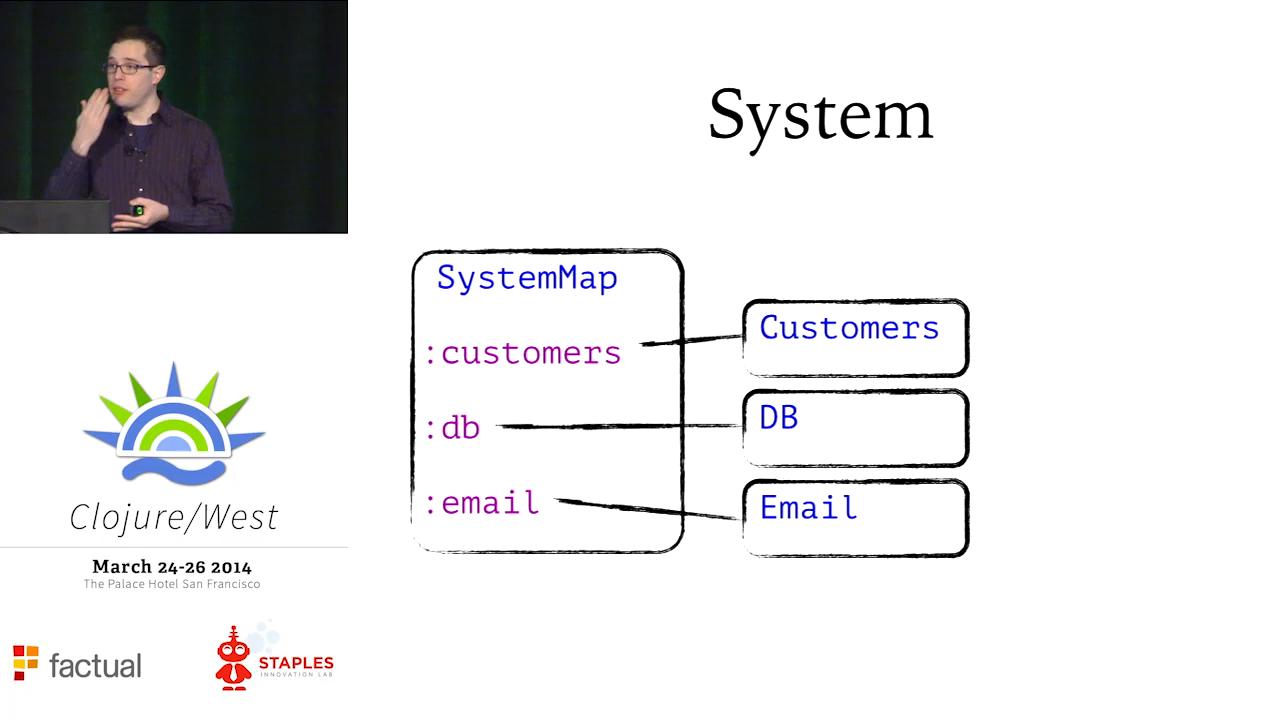 System
SystemMap
:customers
:db
:email
Customers
DB
Email
Clojure/West
March 24-26 2014
The Palace Hotel San Francisco
factual
STAPLES
INNOVATION LAB